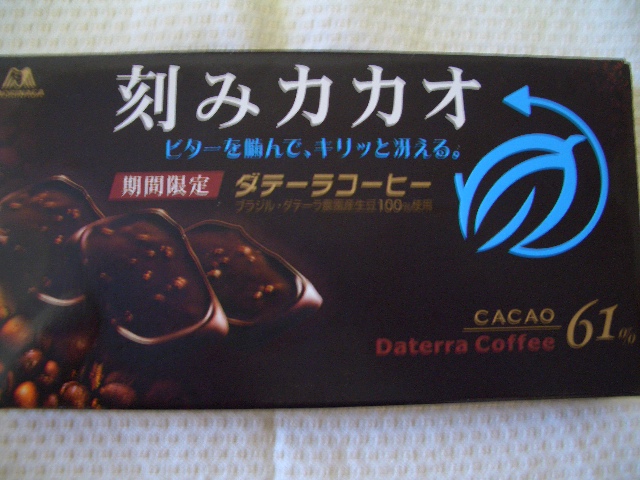 MORINAGA
刻みカカオ
ビターを噛んで、キリッと冴える。
期間限定 ダテーラコーヒー
ブラジル・ダテーラ農園産生豆100%使用
CACAO 61%
Daterra Coffee